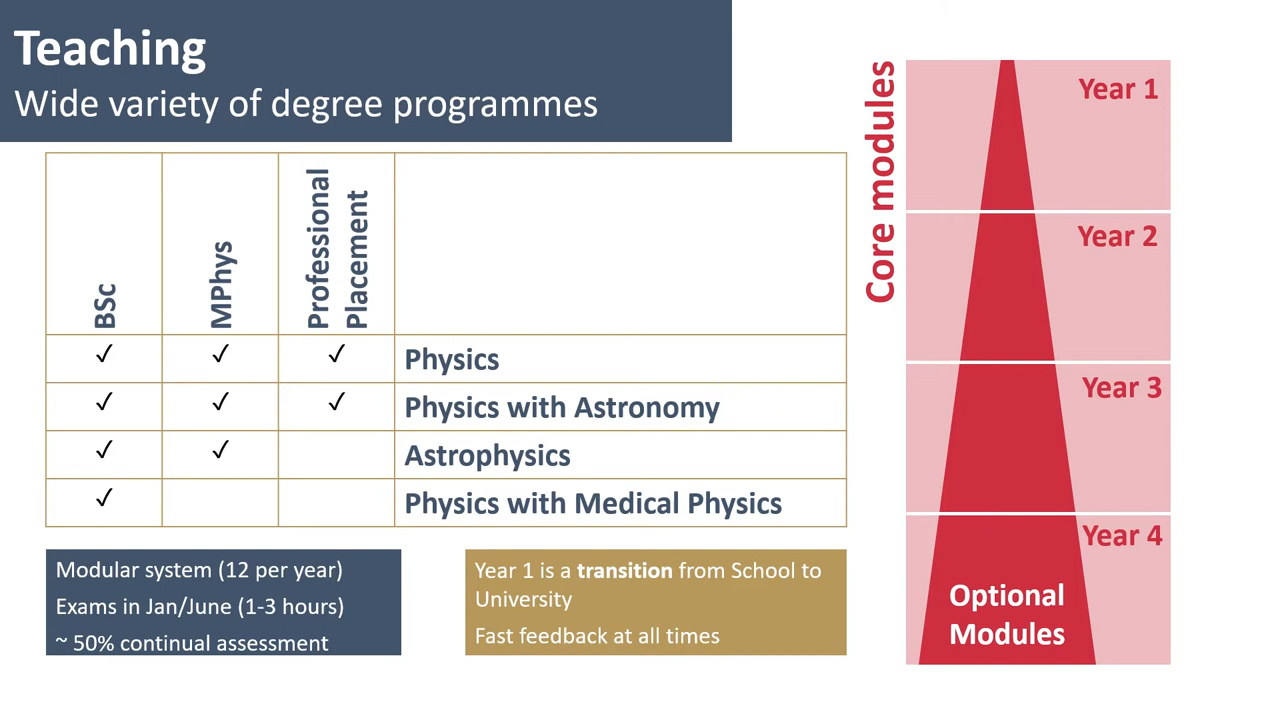 Teaching
Wide variety of degree programmes
BSc
MPhys
Professional
Placement
✓ ✓ ✓ Physics
✓ ✓ ✓ Physics with Astronomy
✓ ✓ Astrophysics
✓ Physics with Medical Physics
Modular system (12 per year)
Exams in Jan/June (1-3 hours)
~ 50% continual assessment
Year 1 is a transition from School to
University
Fast feedback at all times
Core modules
Year 1
Year 2
Year 3
Year 4
Optional
Modules